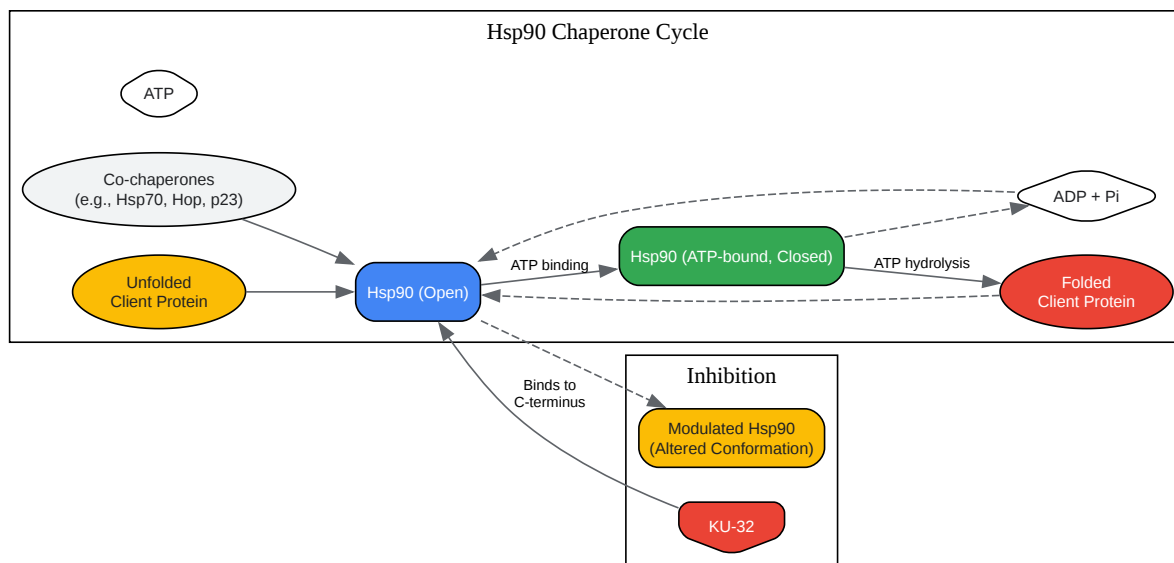 Hsp90 Chaperone Cycle
ATP
Co-chaperones
(e.g., Hsp70, Hop, p23)
Unfolded
Client Protein
Hsp90 (Open)
ATP binding
Hsp90 (ATP-bound, Closed)
ATP hydrolysis
ADP + Pi
Folded
Client Protein
Binds to
C-terminus
Inhibition
Modulated Hsp90
(Altered Conformation)
KU-32